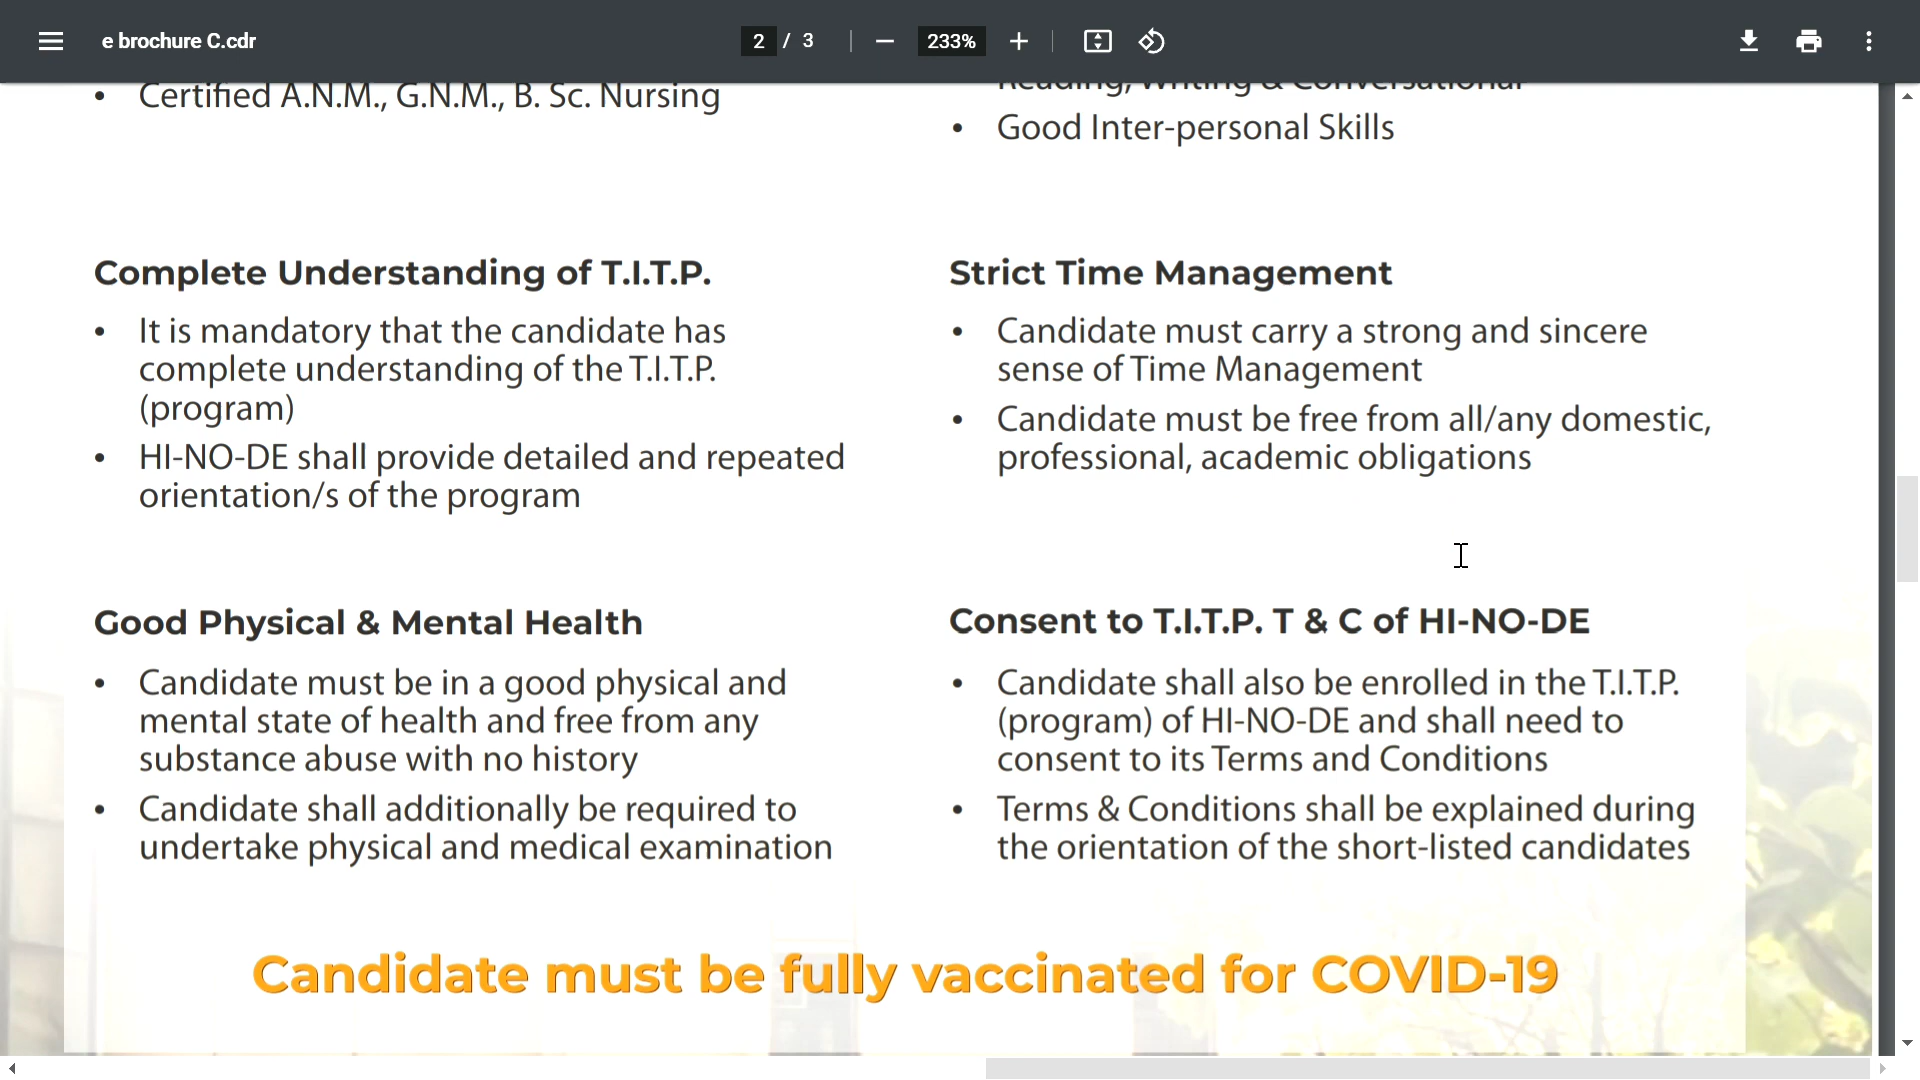 e brochure C.cdr
2 / 3
233%
Certified A.N.M., G.N.M., B. Sc. Nursing
Reading, Writing & Conversational
Good Inter-personal Skills
Complete Understanding of T.I.T.P.
• It is mandatory that the candidate has
complete understanding of the T.I.T.P.
(program)
• HI-NO-DE shall provide detailed and repeated
orientation/s of the program
Strict Time Management
• Candidate must carry a strong and sincere
sense of Time Management
• Candidate must be free from all/any domestic,
professional, academic obligations
Good Physical & Mental Health
• Candidate must be in a good physical and
mental state of health and free from any
substance abuse with no history
• Candidate shall additionally be required to
undertake physical and medical examination
Consent to T.I.T.P. T & C of HI-NO-DE
• Candidate shall also be enrolled in the T.I.T.P.
(program) of HI-NO-DE and shall need to
consent to its Terms and Conditions
• Terms & Conditions shall be explained during
the orientation of the short-listed candidates
Candidate must be fully vaccinated for COVID-19